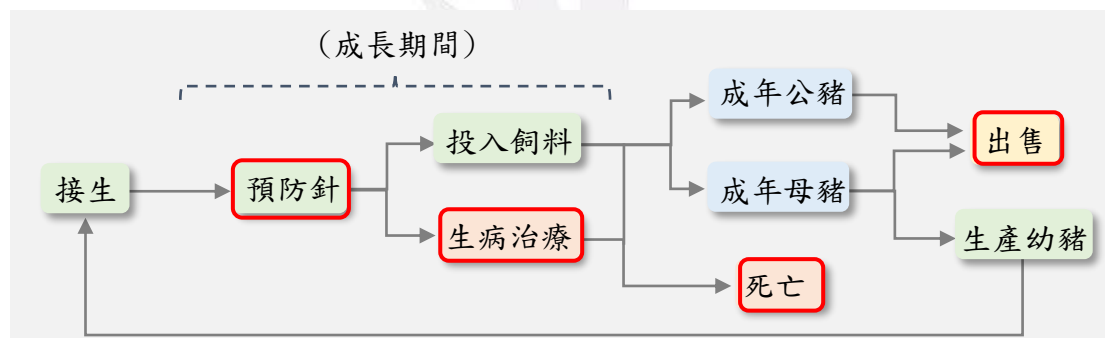 (成長期間)
接生
預防針
投入飼料
生病治療
成年公豬
成年母豬
死亡
出售
生產幼豬